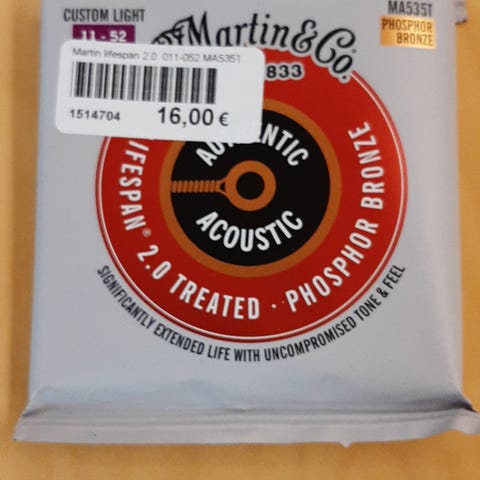 CUSTOM LIGHT
11 - 52
Martin & Co.
833
MA535T
PHOSPHOR
BRONZE
Martin lifespan 2.0 011-052 MA535T
1514704
16,00 €
AUTHENTIC
ACOUSTIC
LIFESPAN® 2.0 TREATED · · PHOSPHOR BRONZE
SIGNIFICANTLY EXTENDED LIFE WITH UNCOMPROMISED TONE & FEEL